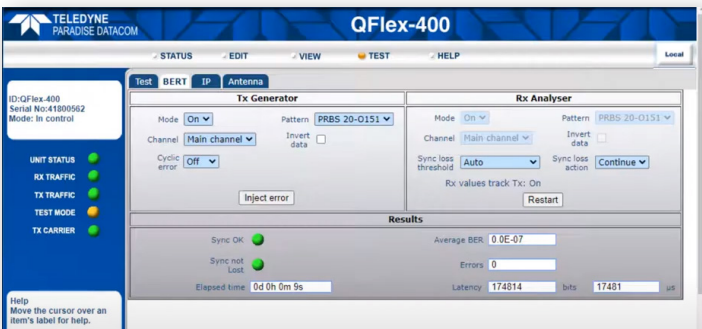 TELEDYNE
PARADISE DATACOM
QFlex-400
STATUS EDIT VIEW TEST HELP Local
ID:QFlex-400
Serial No:41800562
Mode: In control
UNIT STATUS
RX TRAFFIC
TX TRAFFIC
TEST MODE
TX CARRIER
Help
Move the cursor over an
item's label for help.
Test BERT IP Antenna
Tx Generator
Mode On Pattern PRBS 20-O151
Channel Main channel Invert data
Cyclic error Off
Inject error
Rx Analyser
Mode On Pattern PRBS 20-O151
Channel Main channel Invert data
Sync loss threshold Auto Sync loss action Continue
Rx values track Tx: On
Restart
Results
Sync OK Average BER 0.0E-07
Sync not Lost Errors 0
Elapsed time 0d 0h 0m 9s Latency 174814 bits 17481 us